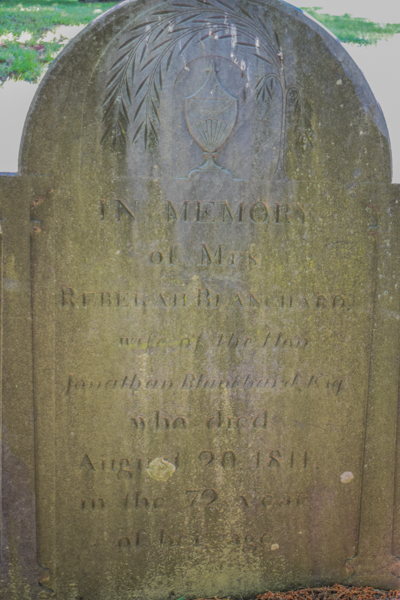 IN MEMORY
of Mrs
REBEKAH BLANCHARD,
wife of the Hon
Jonathan Blanchard, Esq
who died
August 20, 1811,
in the 72 year
of her age